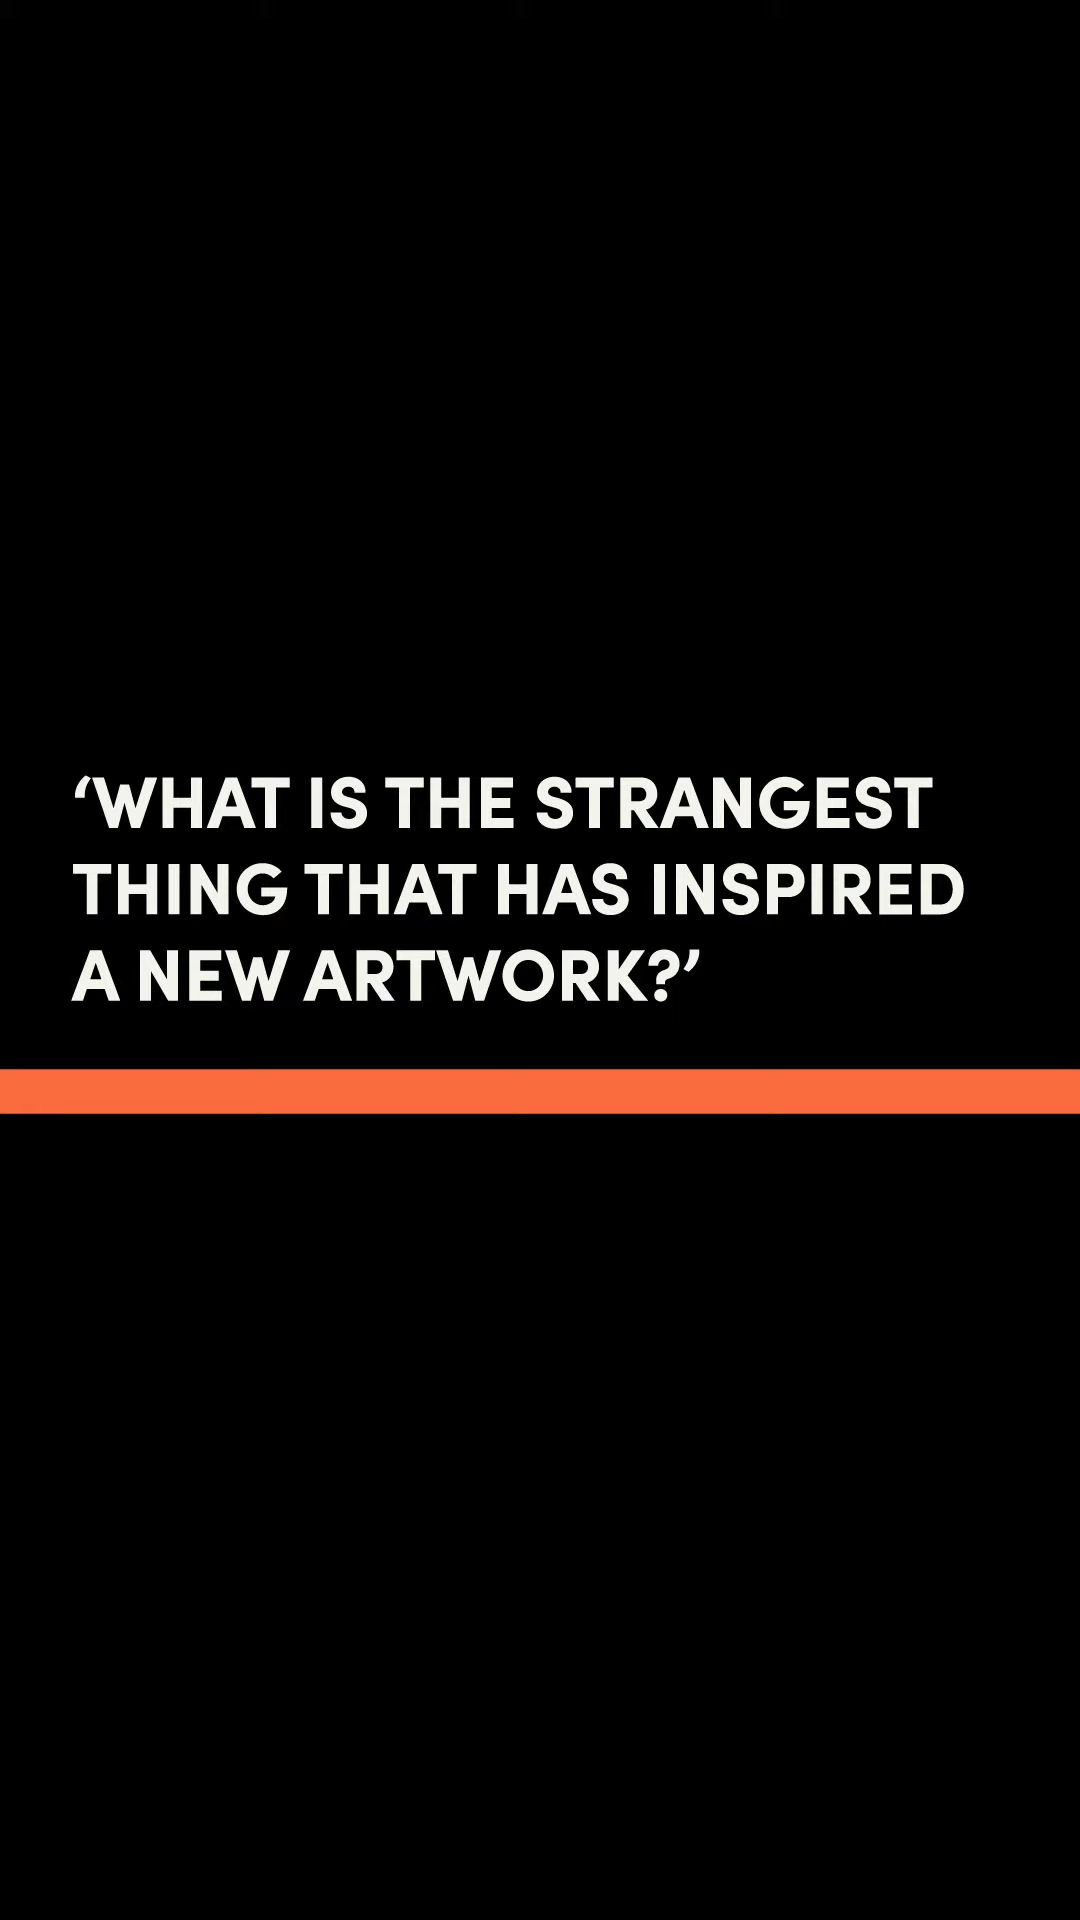 ‘WHAT IS THE STRANGEST
THING THAT HAS INSPIRED
A NEW ARTWORK?’